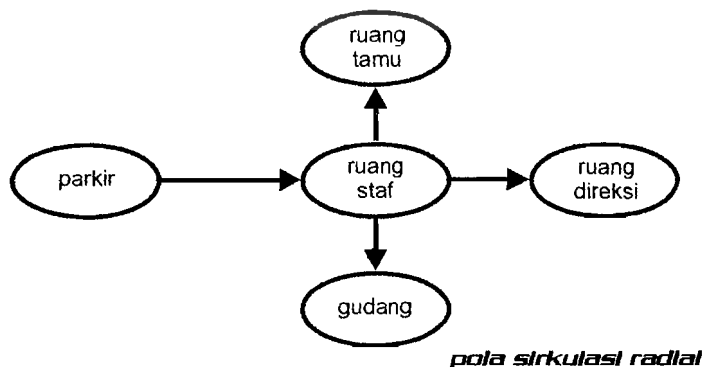 ruang
tamu
parkir
ruang
staf
ruang
direksi
gudang
pola sirkulasi radial